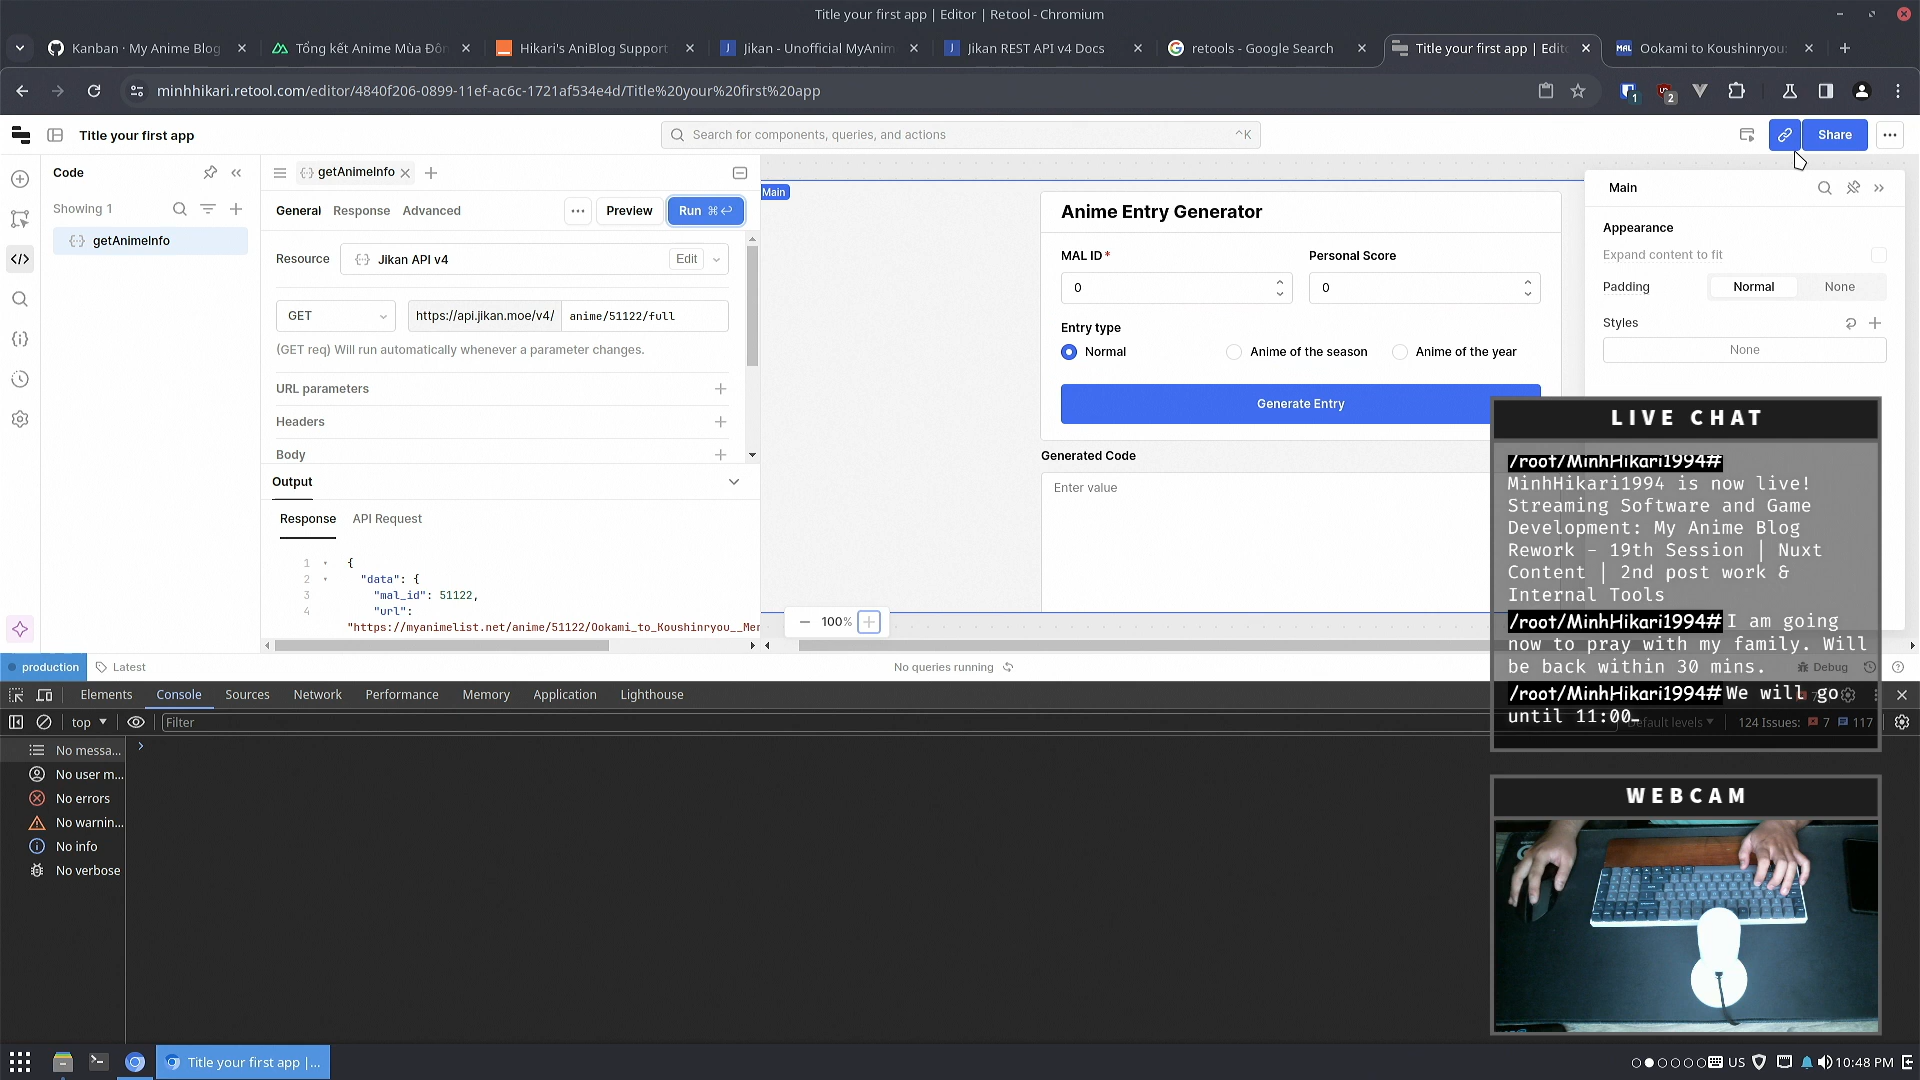 Title your first app | Editor | Retool - Chromium
Kanban · My Anime Blog
Tổng kết Anime Mùa Đôn
Hikari's AniBlog Support
Jikan - Unofficial MyAnim
Jikan REST API v4 Docs
retools - Google Search
Title your first app | Edit
MAL
Ookami to Koushinryou:
minhhikari.retool.com/editor/4840f206-0899-11ef-ac6c-1721af534e4d/Title%20your%20first%20app
1
2
Title your first app
Search for components, queries, and actions
^K
Share
Code
Showing 1
getAnimeInfo
getAnimeInfo
General
Response
Advanced
Preview
Run ⌘
Resource
Jikan API v4
Edit
GET
https://api.jikan.moe/v4/
anime/51122/full
(GET req) Will run automatically whenever a parameter changes.
URL parameters
Headers
Body
Output
Response
API Request
1 {
2 "data": {
3 "mal_id": 51122,
4 "url":
"https://myanimelist.net/anime/51122/Ookami_to_Koushinryou__Mer
Main
Anime Entry Generator
MAL ID*
Personal Score
0
0
Entry type
Normal
Anime of the season
Anime of the year
Generate Entry
Generated Code
Enter value
100%
Main
Appearance
Expand content to fit
Padding
Normal
None
Styles
None
LIVE CHAT
/root/MinhHikari1994#
MinhHikari1994 is now live!
Streaming Software and Game
Development: My Anime Blog
Rework - 19th Session | Nuxt
Content | 2nd post work &
Internal Tools
/root/MinhHikari1994# I am going
now to pray with my family. Will
be back within 30 mins.
/root/MinhHikari1994# We will go
until 11:00_
production
Latest
No queries running
Debug
Elements
Console
Sources
Network
Performance
Memory
Application
Lighthouse
top
Filter
Default levels
124 Issues:
7
117
No messa...
No user m...
No errors
No warnin...
No info
No verbose
WEBCAM
Title your first app |...
US
10:48 PM